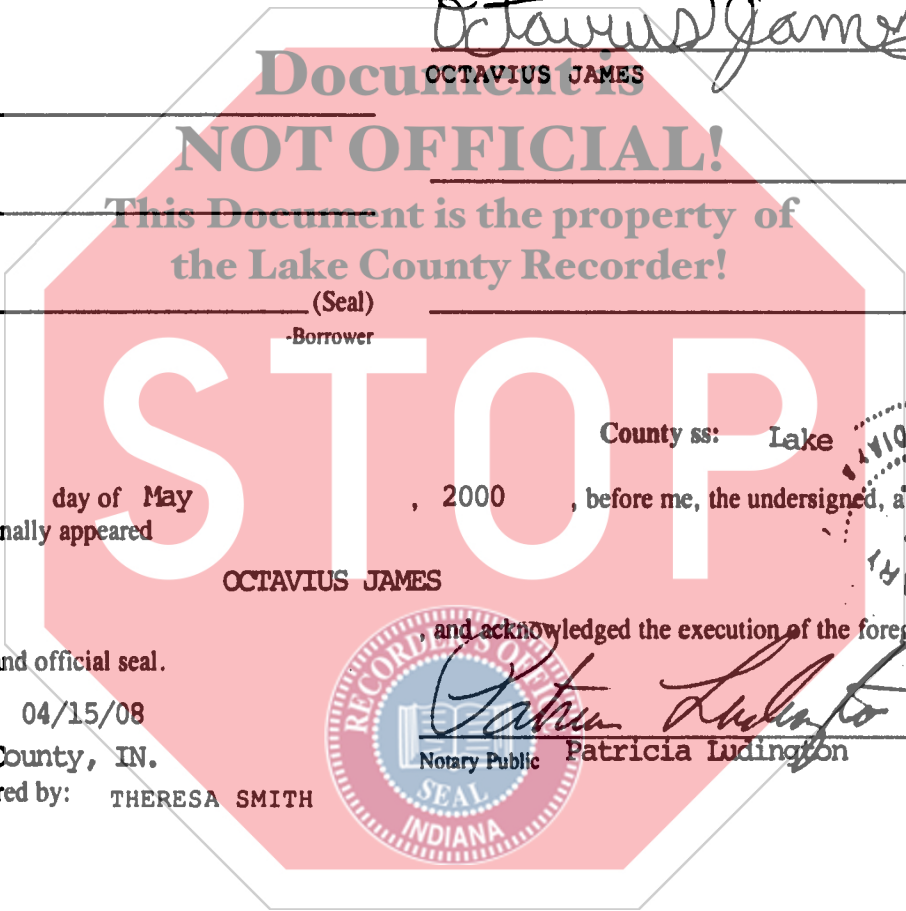 Octavius James
OCTAVIUS JAMES
Document is
NOT OFFICIAL!
This Document is the property of
the Lake County Recorder!
(Seal)
-Borrower
STOP
County ss: Lake
day of May , 2000 , before me, the undersigned, a
nally appeared
OCTAVIUS JAMES
, and acknowledged the execution of the foreg
nd official seal.
04/15/08
Patricia Ludington
County, IN.
Notary Public Patricia Ludington
red by: THERESA SMITH
RECORDER'S OFFICE
SEAL
INDIANA